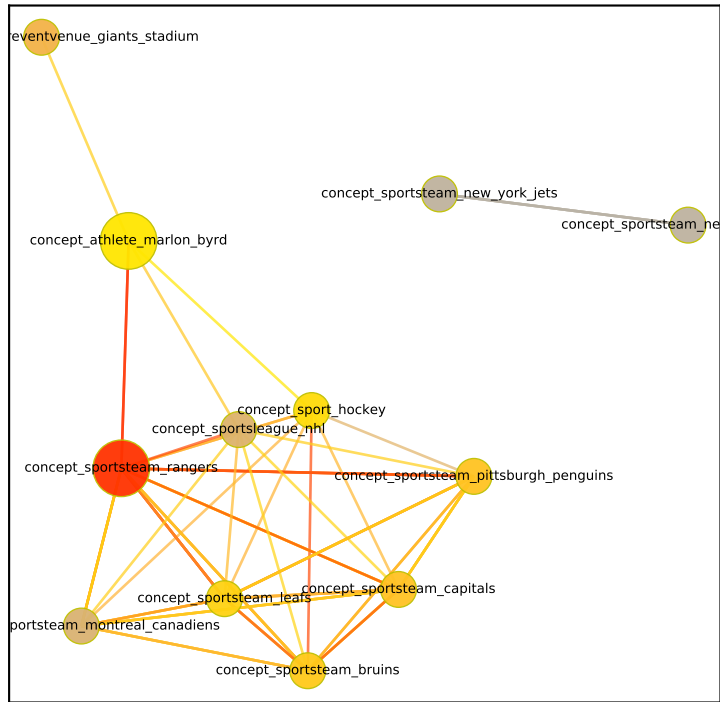 reventvenue_giants_stadium
concept_sportsteam_new_york_jets
concept_sportsteam_ne
concept_athlete_marlon_byrd
concept_sport_hockey
concept_sportsleague_nhl
concept_sportsteam_rangers
concept_sportsteam_pittsburgh_penguins
concept_sportsteam_capitals
concept_sportsteam_leafs
portsteam_montreal_canadiens
concept_sportsteam_bruins